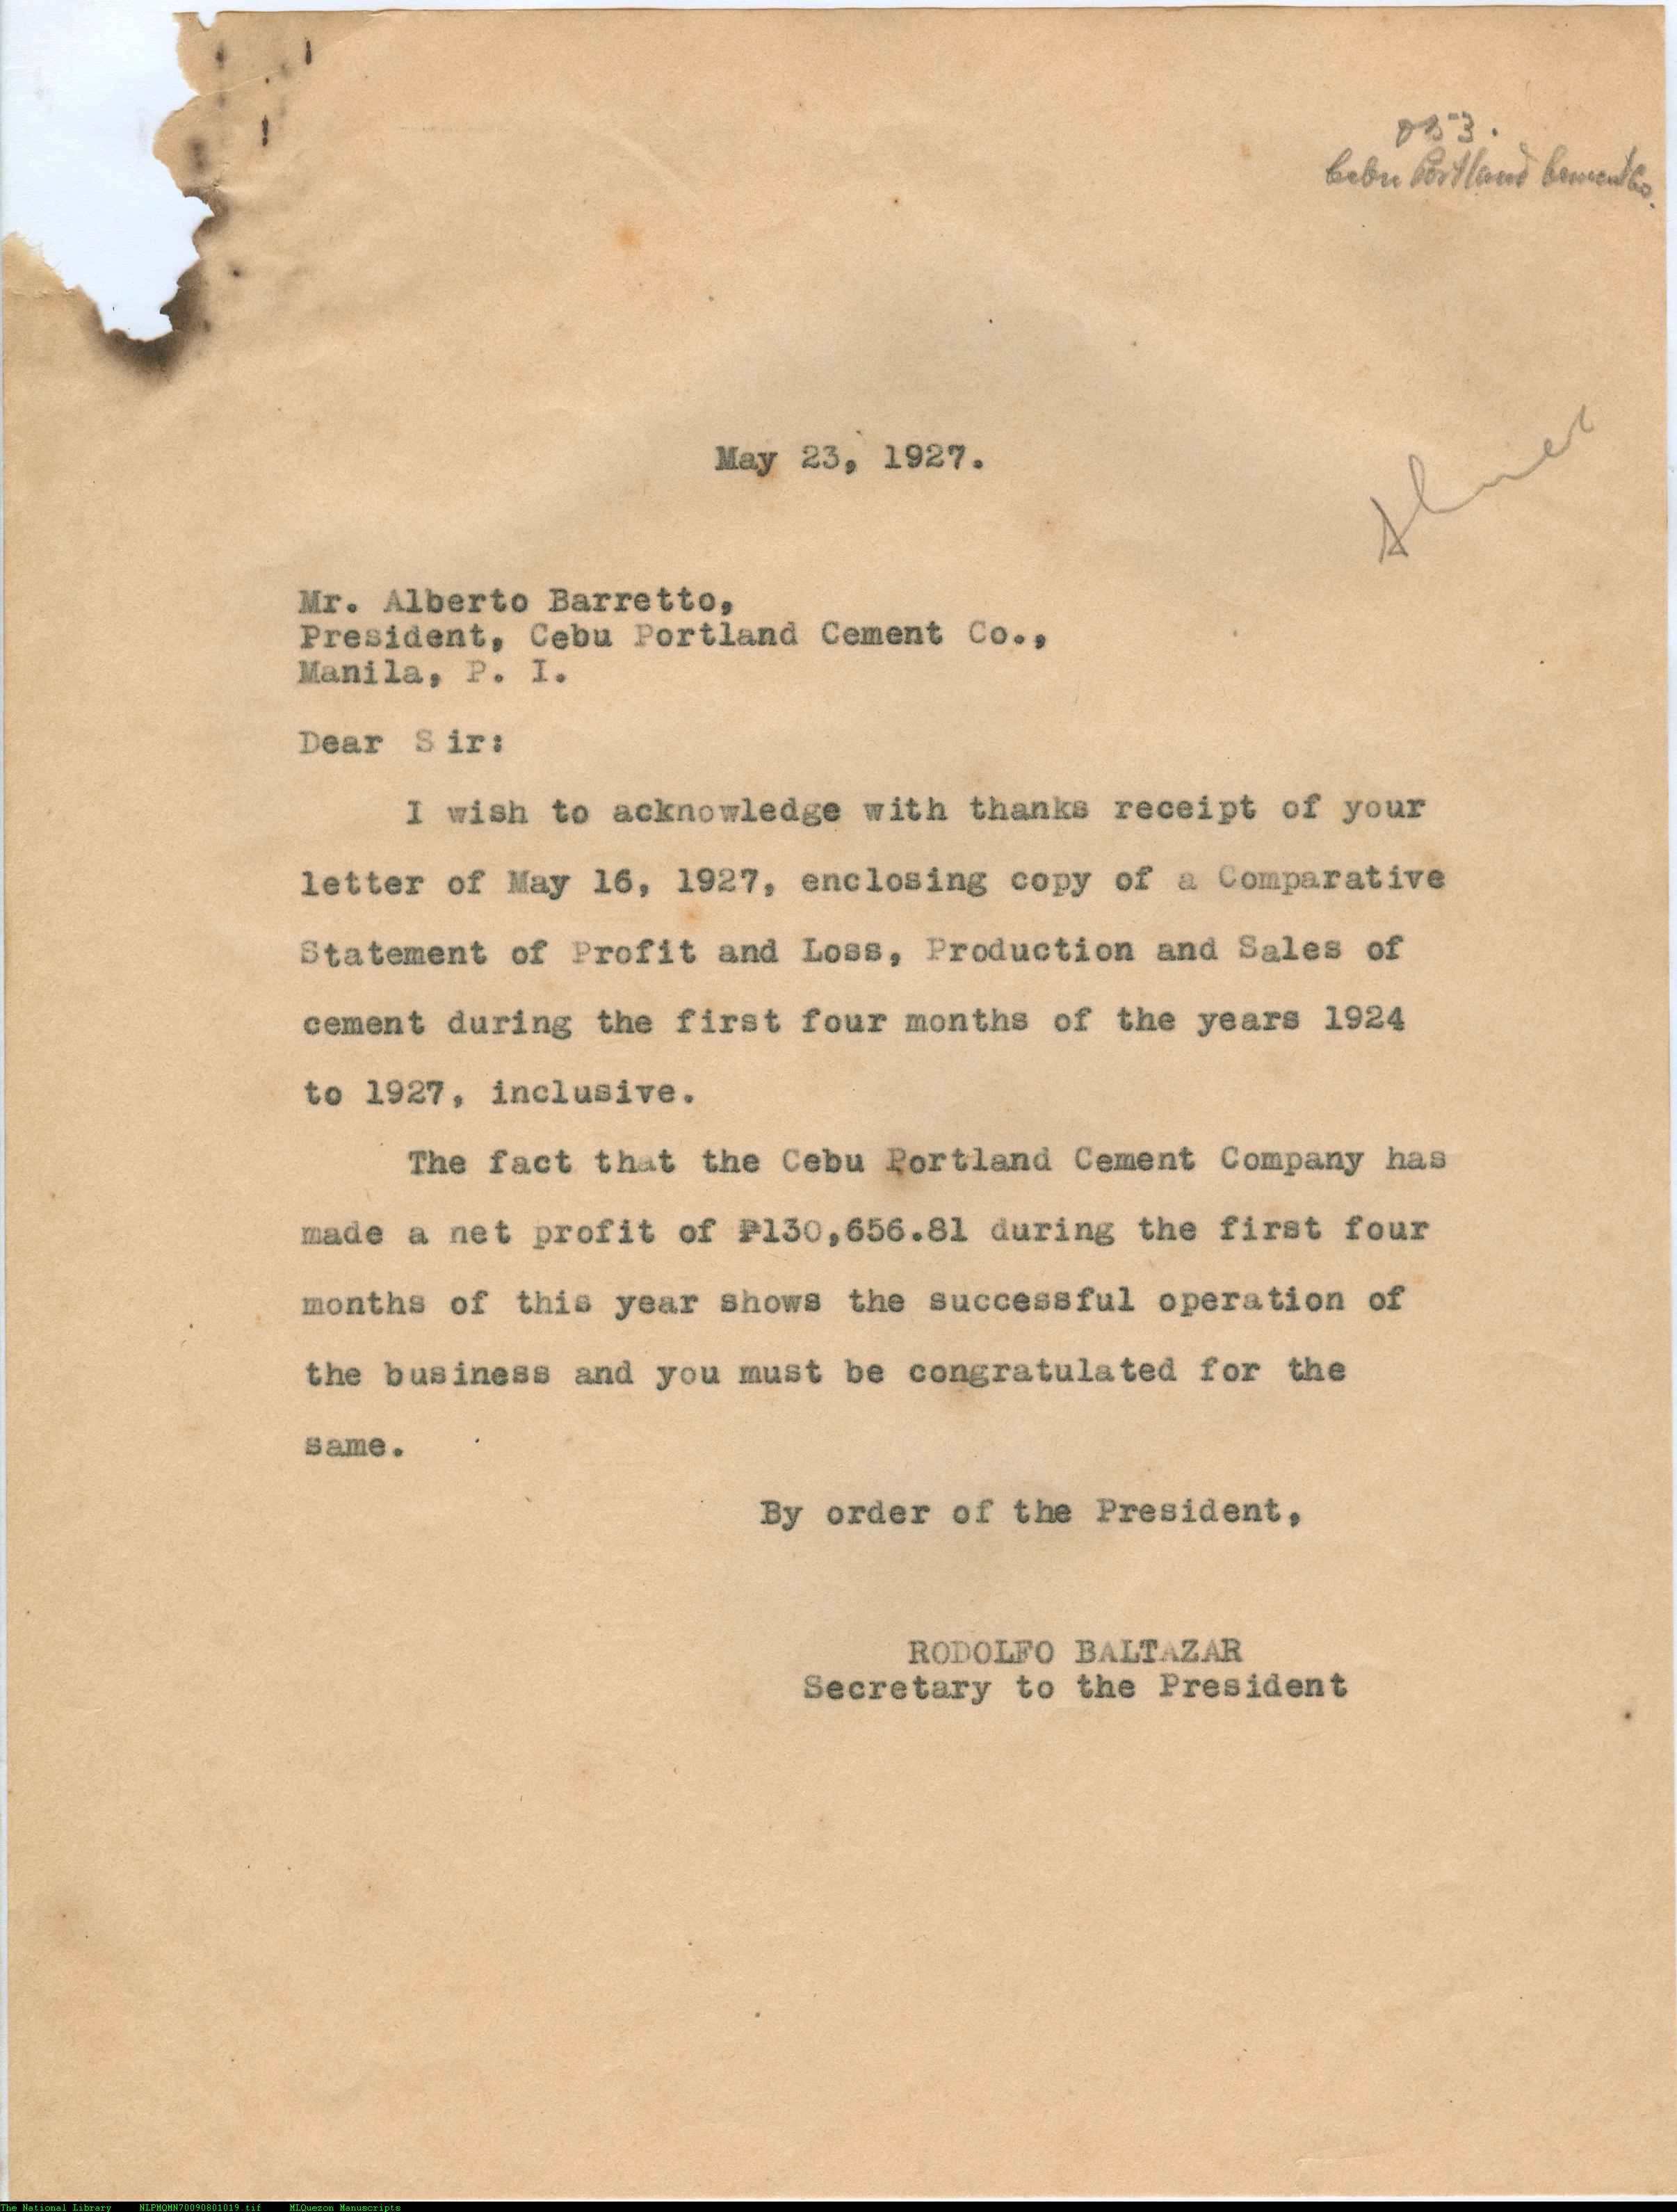 Cebu Portland Cement Co.
May 23, 1927.
Mr. Alberto Barretto,
President, Cebu Portland Cement Co.,
Manila, P. I.
Dear Sir:
I wish to acknowledge with thanks receipt of your
letter of May 16, 1927, enclosing copy of a Comparative
Statement of Profit and Loss, Production and Sales of
cement during the first four months of the years 1924
to 1927, inclusive.
The fact that the Cebu Portland Cement Company has
made a net profit of ₱130,656.81 during the first four
months of this year shows the successful operation of
the business and you must be congratulated for the
same.
By order of the President,
RODOLFO BALTAZAR
Secretary to the President
The National Library NLPMQMN70090801019.tif MLQuezon Manuscripts